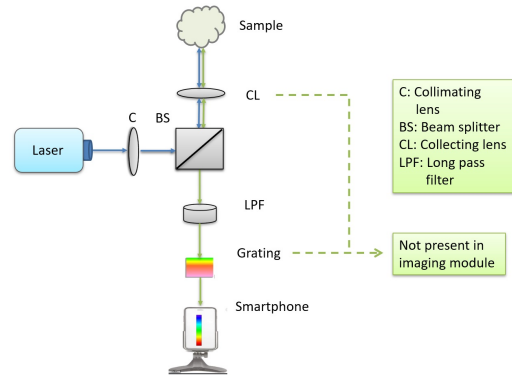 Sample
CL
C
BS
Laser
C: Collimating
lens
BS: Beam splitter
CL: Collecting lens
LPF: Long pass
filter
LPF
Grating
Not present in
imaging module
Smartphone